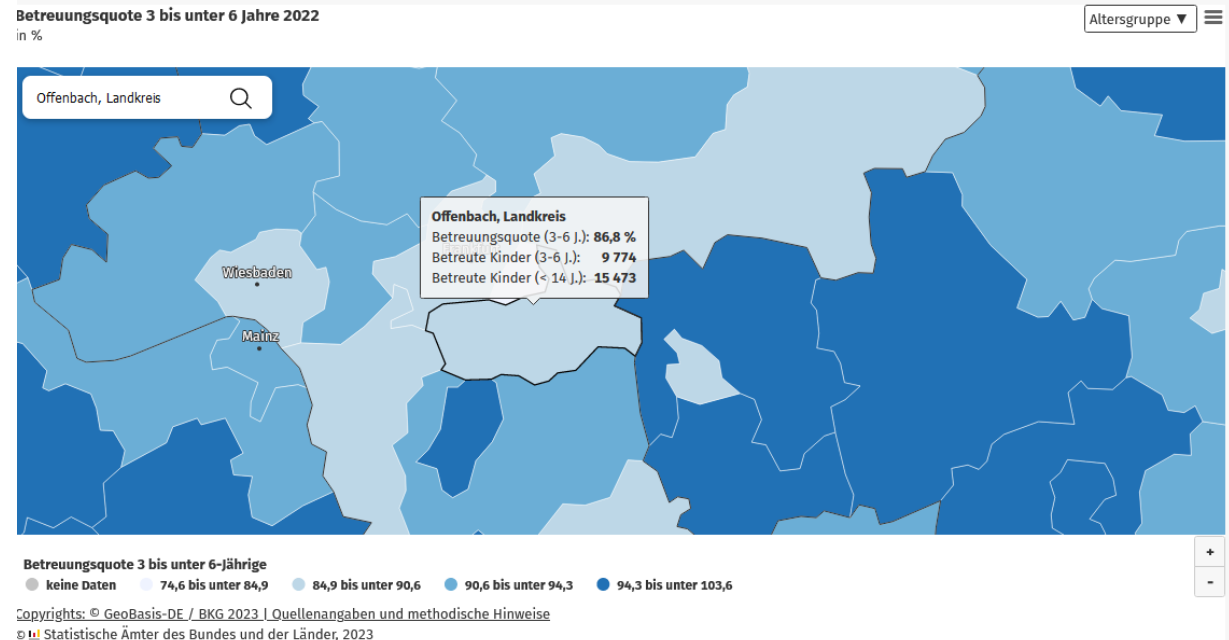 Betreuungsquote 3 bis unter 6 Jahre 2022
in %
Altersgruppe ▼
Offenbach, Landkreis
Offenbach, Landkreis
Betreuungsquote (3-6 J.): 86,8 %
Betreute Kinder (3-6 J.): 9 774
Betreute Kinder (< 14 J.): 15 473
Wiesbaden
Mainz
+
-
Betreuungsquote 3 bis unter 6-Jährige
keine Daten 74,6 bis unter 84,9 84,9 bis unter 90,6 90,6 bis unter 94,3 94,3 bis unter 103,6
Copyrights: © GeoBasis-DE / BKG 2023 | Quellenangaben und methodische Hinweise
© Statistische Ämter des Bundes und der Länder, 2023